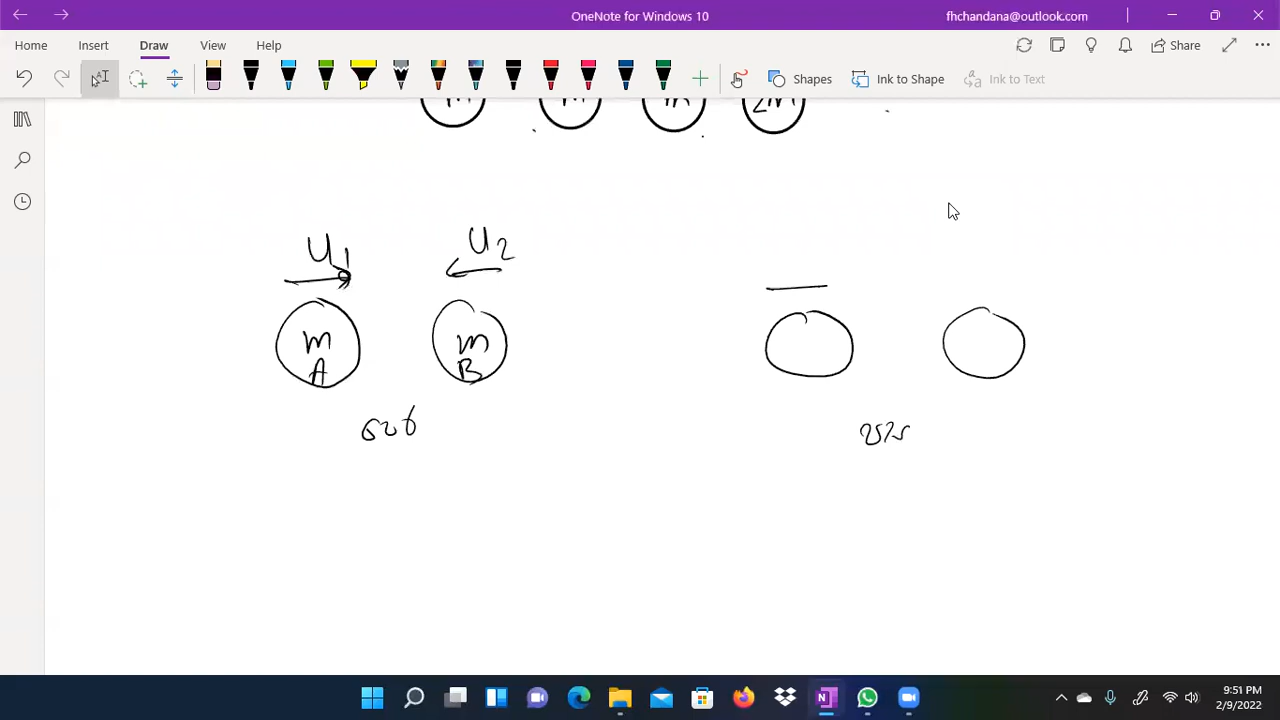 OneNote for Windows 10
fhchandana@outlook.com
Home
Insert
Draw
View
Help
Share
Shapes
Ink to Shape
Ink to Text
m
m
m
2m
U1
U2
m
A
m
B
9:51 PM
2/9/2022